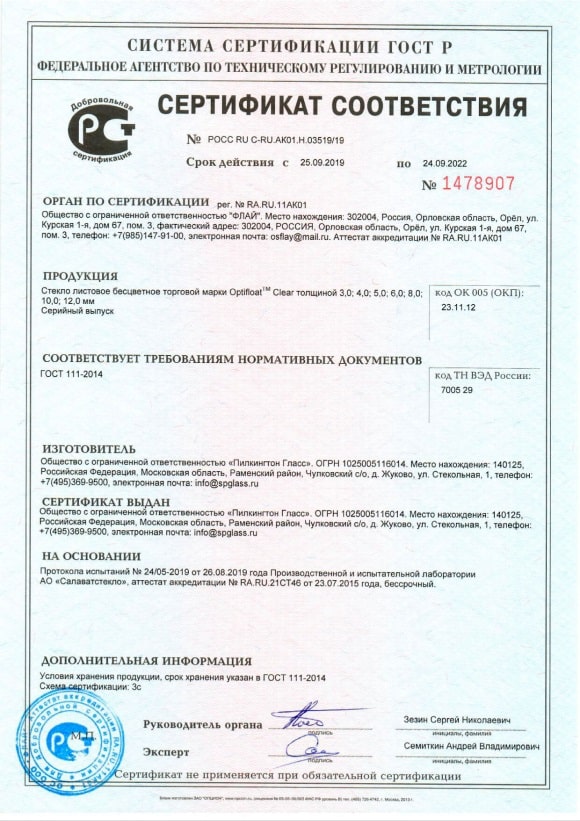 СИСТЕМА СЕРТИФИКАЦИИ ГОСТ Р
ФЕДЕРАЛЬНОЕ АГЕНТСТВО ПО ТЕХНИЧЕСКОМУ РЕГУЛИРОВАНИЮ И МЕТРОЛОГИИ
Добровольная
сертификация
СЕРТИФИКАТ СООТВЕТСТВИЯ
№ РОСС RU C-RU.АК01.Н.03519/19
Срок действия с 25.09.2019 по 24.09.2022
№ 1478907
ОРГАН ПО СЕРТИФИКАЦИИ рег. № RA.RU.11АК01
Общество с ограниченной ответственностью "ФЛАЙ". Место нахождения: 302004, Россия, Орловская область, Орёл, ул.
Курская 1-я, дом 67, пом. 3, фактический адрес: 302004, РОССИЯ, Орловская область, Орёл, ул. Курская 1-я, дом 67,
пом. 3, телефон: +7(985)147-91-00, электронная почта: osflay@mail.ru. Аттестат аккредитации № RA.RU.11АК01
ПРОДУКЦИЯ
Стекло листовое бесцветное торговой марки Optifloat™ Clear толщиной 3,0; 4,0; 5,0; 6,0; 8,0;
10,0; 12,0 мм
Серийный выпуск
код ОК 005 (ОКП):
23.11.12
СООТВЕТСТВУЕТ ТРЕБОВАНИЯМ НОРМАТИВНЫХ ДОКУМЕНТОВ
ГОСТ 111-2014
код ТН ВЭД России:
7005 29
ИЗГОТОВИТЕЛЬ
Общество с ограниченной ответственностью «Пилкингтон Гласс». ОГРН 1025005116014. Место нахождения: 140125,
Российская Федерация, Московская область, Раменский район, Чулковский с/о, д. Жуково, ул. Стекольная, 1, телефон:
+7(495)369-9500, электронная почта: info@spglass.ru
СЕРТИФИКАТ ВЫДАН
Общество с ограниченной ответственностью «Пилкингтон Гласс». ОГРН 1025005116014. Место нахождения: 140125,
Российская Федерация, Московская область, Раменский район, Чулковский с/о, д. Жуково, ул. Стекольная, 1, телефон:
+7(495)369-9500, электронная почта: info@spglass.ru
НА ОСНОВАНИИ
Протокола испытаний № 24/05-2019 от 26.08.2019 года Производственной и испытательной лаборатории
АО «Салаватстекло», аттестат аккредитации № RA.RU.21СТ46 от 23.07.2015 года, бессрочный.
ДОПОЛНИТЕЛЬНАЯ ИНФОРМАЦИЯ
Условия хранения продукции, срок хранения указан в ГОСТ 111-2014
Схема сертификации: 3с
М.П.
Руководитель органа
подпись
Зезин Сергей Николаевич
инициалы, фамилия
Эксперт
подпись
Семиткин Андрей Владимирович
инициалы, фамилия
Сертификат не применяется при обязательной сертификации